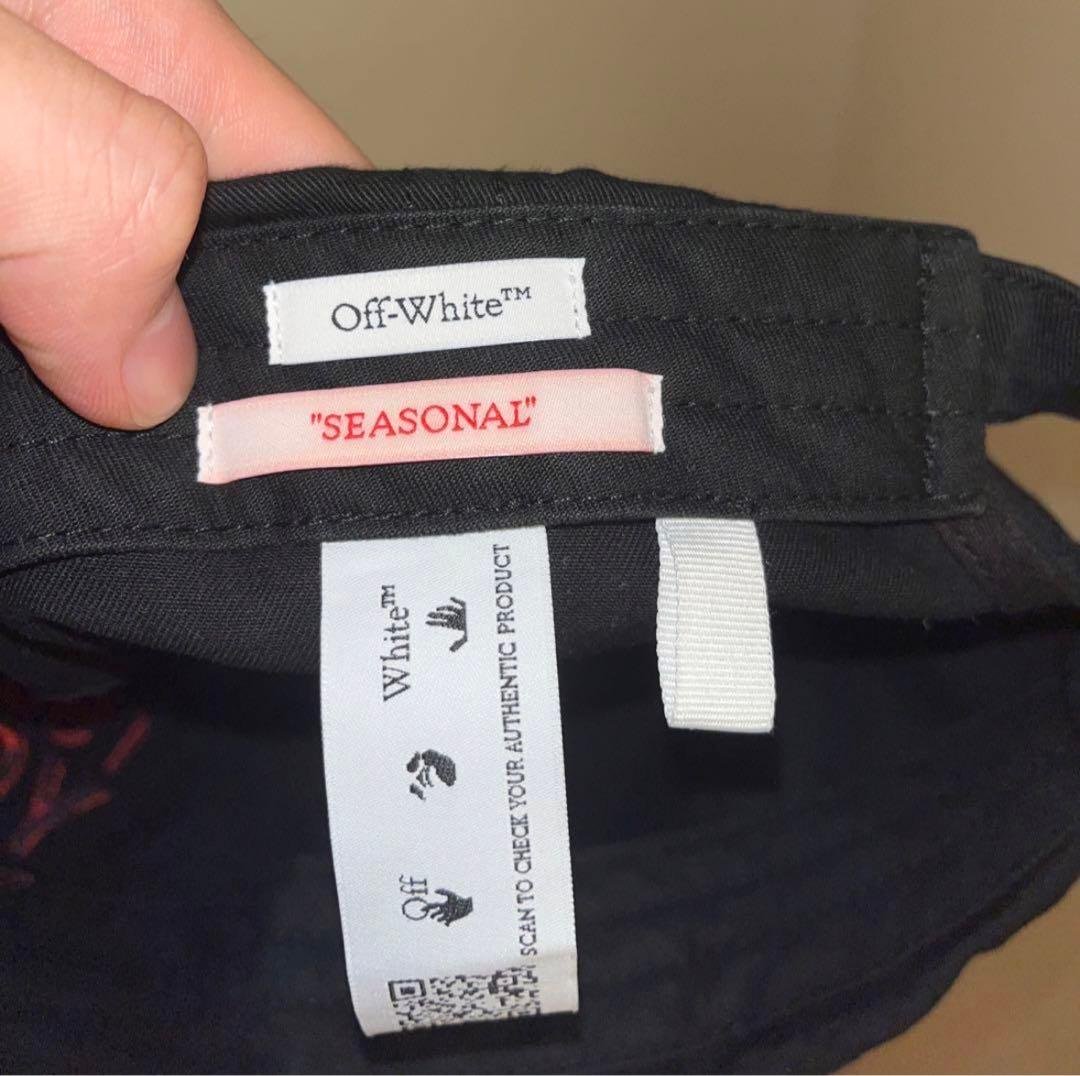 Off-White™
"SEASONAL"
Off White™
SCAN TO CHECK YOUR AUTHENTIC PRODUCT